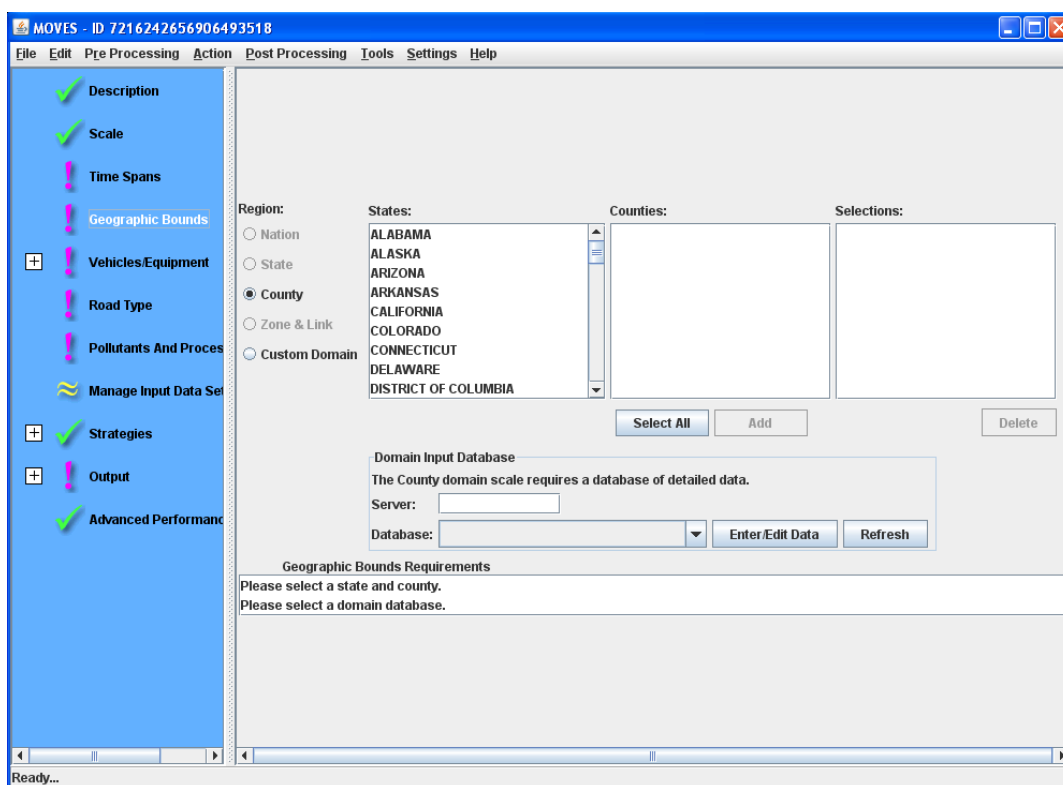 MOVES - ID 7216242656906493518
File Edit Pre Processing Action Post Processing Tools Settings Help
Description
Scale
Time Spans
Geographic Bounds
Vehicles/Equipment
Road Type
Pollutants And Proces
Manage Input Data Set
Strategies
Output
Advanced Performanc
Region:
Nation
State
County
Zone & Link
Custom Domain
States:
ALABAMA
ALASKA
ARIZONA
ARKANSAS
CALIFORNIA
COLORADO
CONNECTICUT
DELAWARE
DISTRICT OF COLUMBIA
Counties:
Selections:
Select All Add Delete
Domain Input Database
The County domain scale requires a database of detailed data.
Server:
Database: Enter/Edit Data Refresh
Geographic Bounds Requirements
Please select a state and county.
Please select a domain database.
Ready...